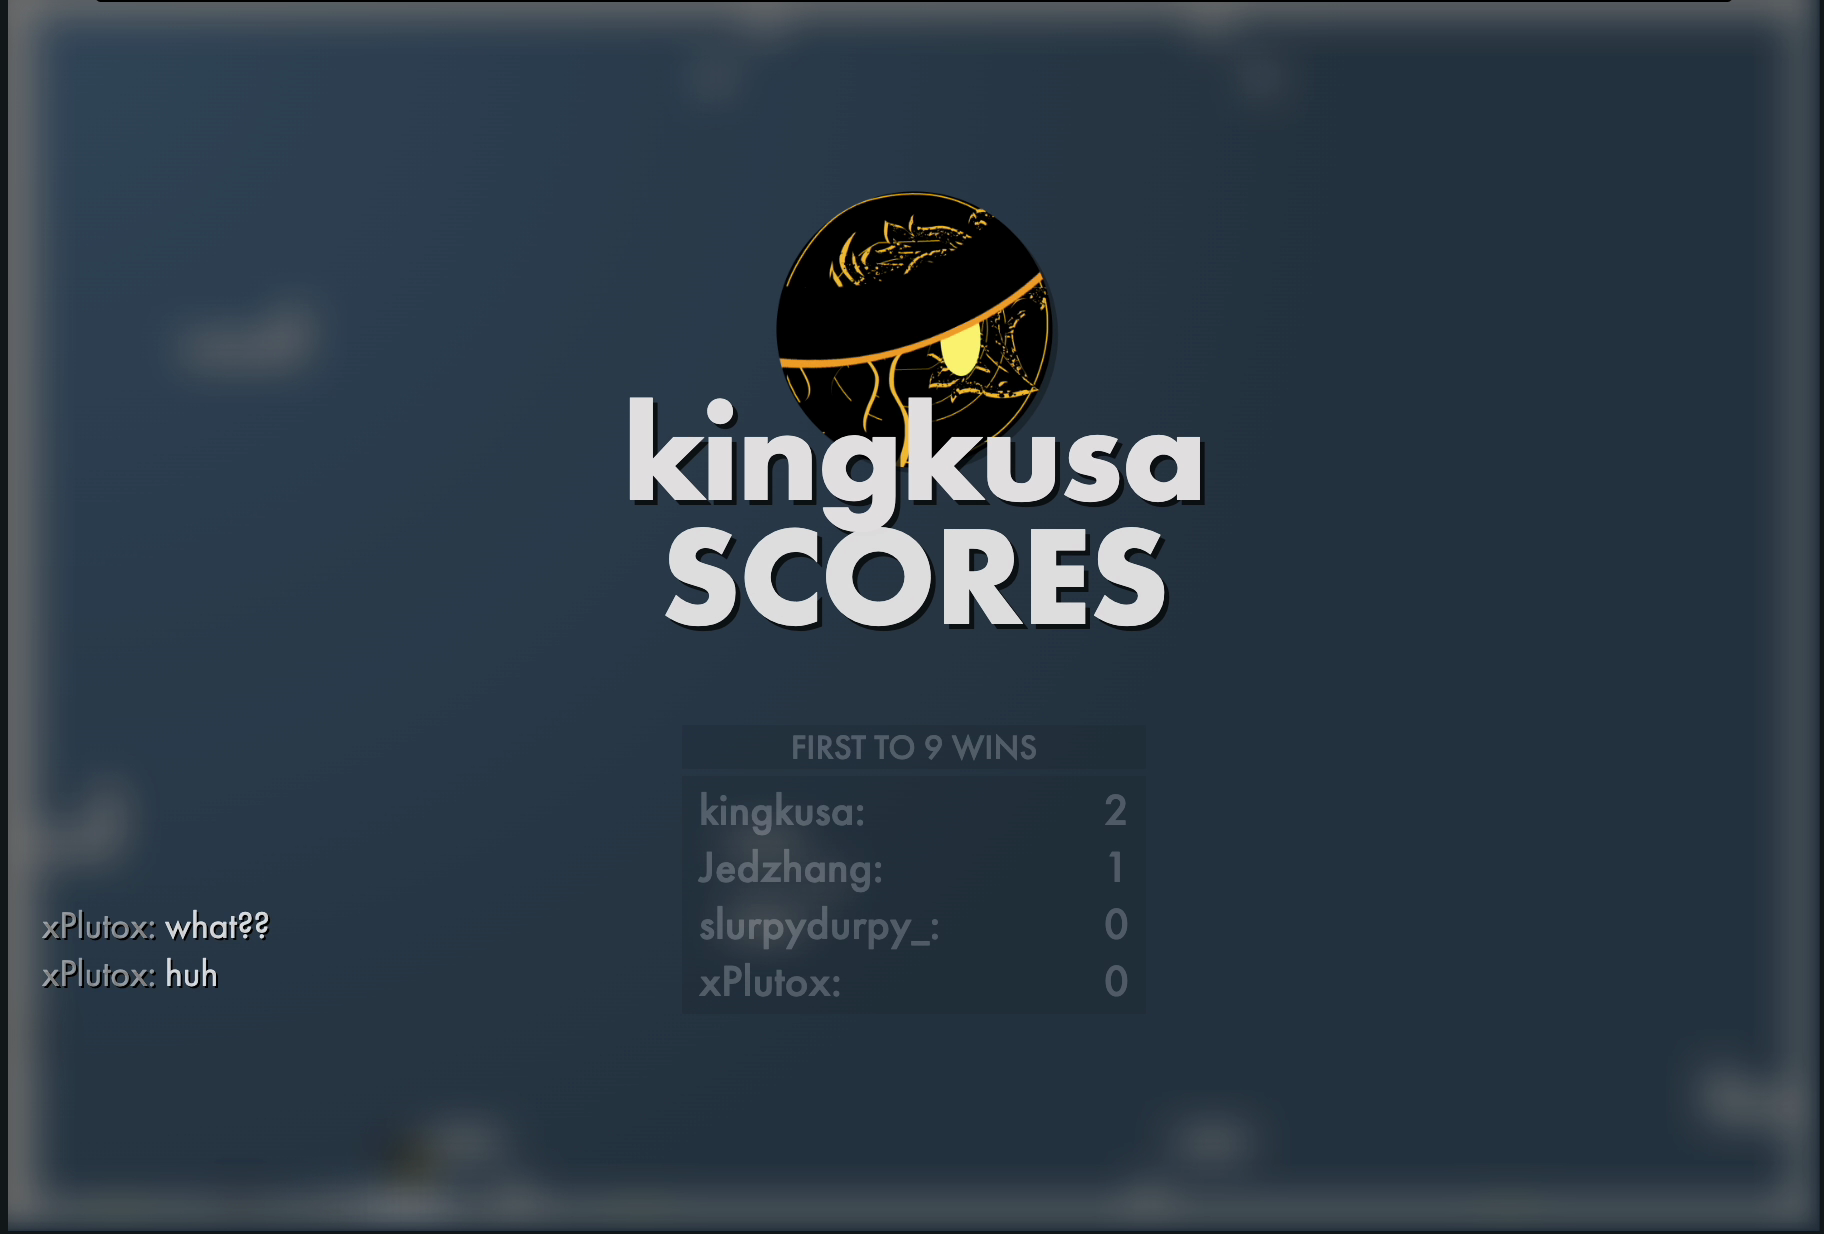 kingkusa
SCORES
FIRST TO 9 WINS
kingkusa: 2
Jedzhang: 1
slurpydurpy_: 0
xPlutox: 0
xPlutox: what??
xPlutox: huh